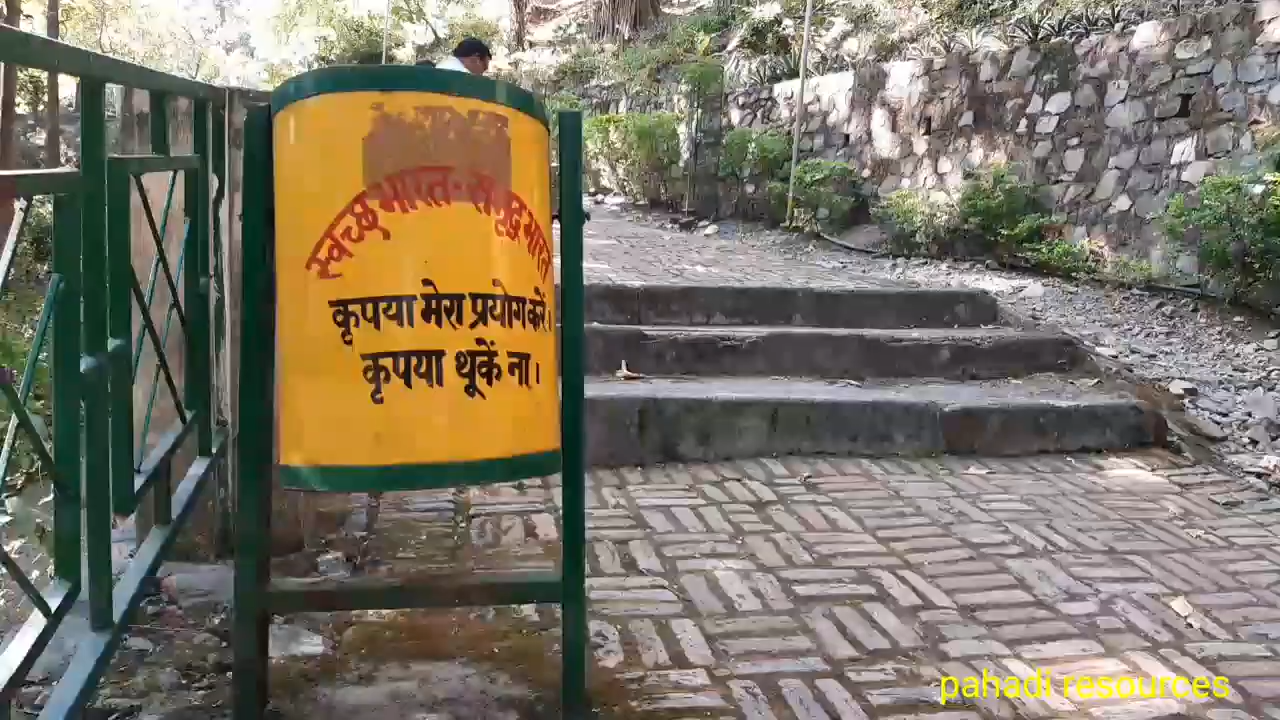 स्वच्छ भारत-समृद्ध भारत
कृपया मेरा प्रयोग करें।
कृपया थूकें ना।
pahadi resources